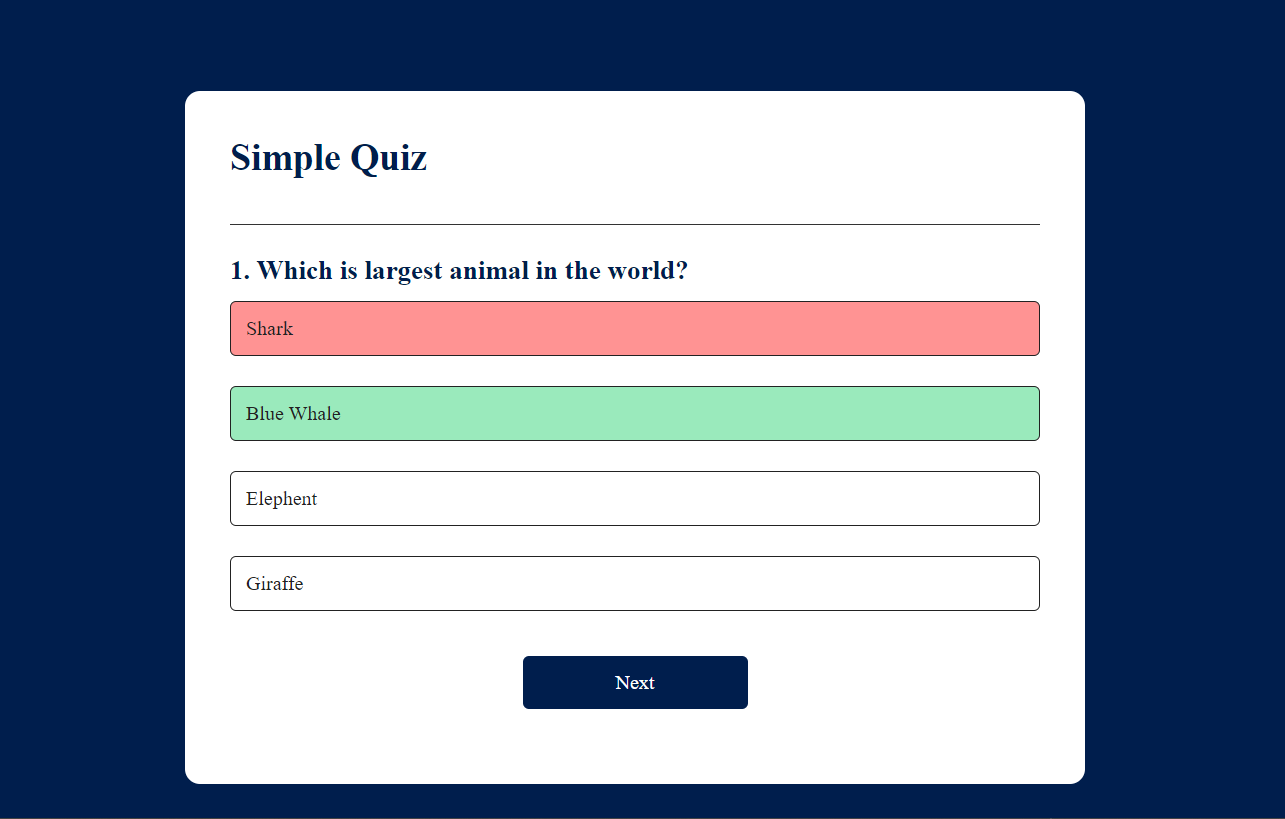 Simple Quiz
1. Which is largest animal in the world?
Shark
Blue Whale
Elephent
Giraffe
Next